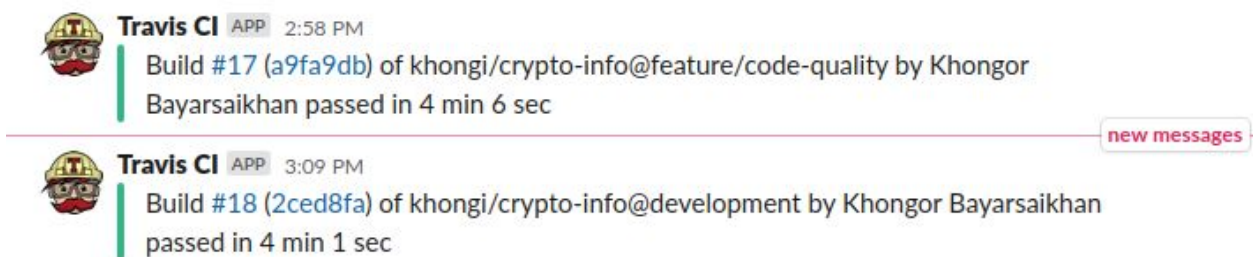 Travis CI APP 2:58 PM
Build #17 (a9fa9db) of khongi/crypto-info@feature/code-quality by Khongor
Bayarsaikhan passed in 4 min 6 sec
new messages
Travis CI APP 3:09 PM
Build #18 (2ced8fa) of khongi/crypto-info@development by Khongor Bayarsaikhan
passed in 4 min 1 sec